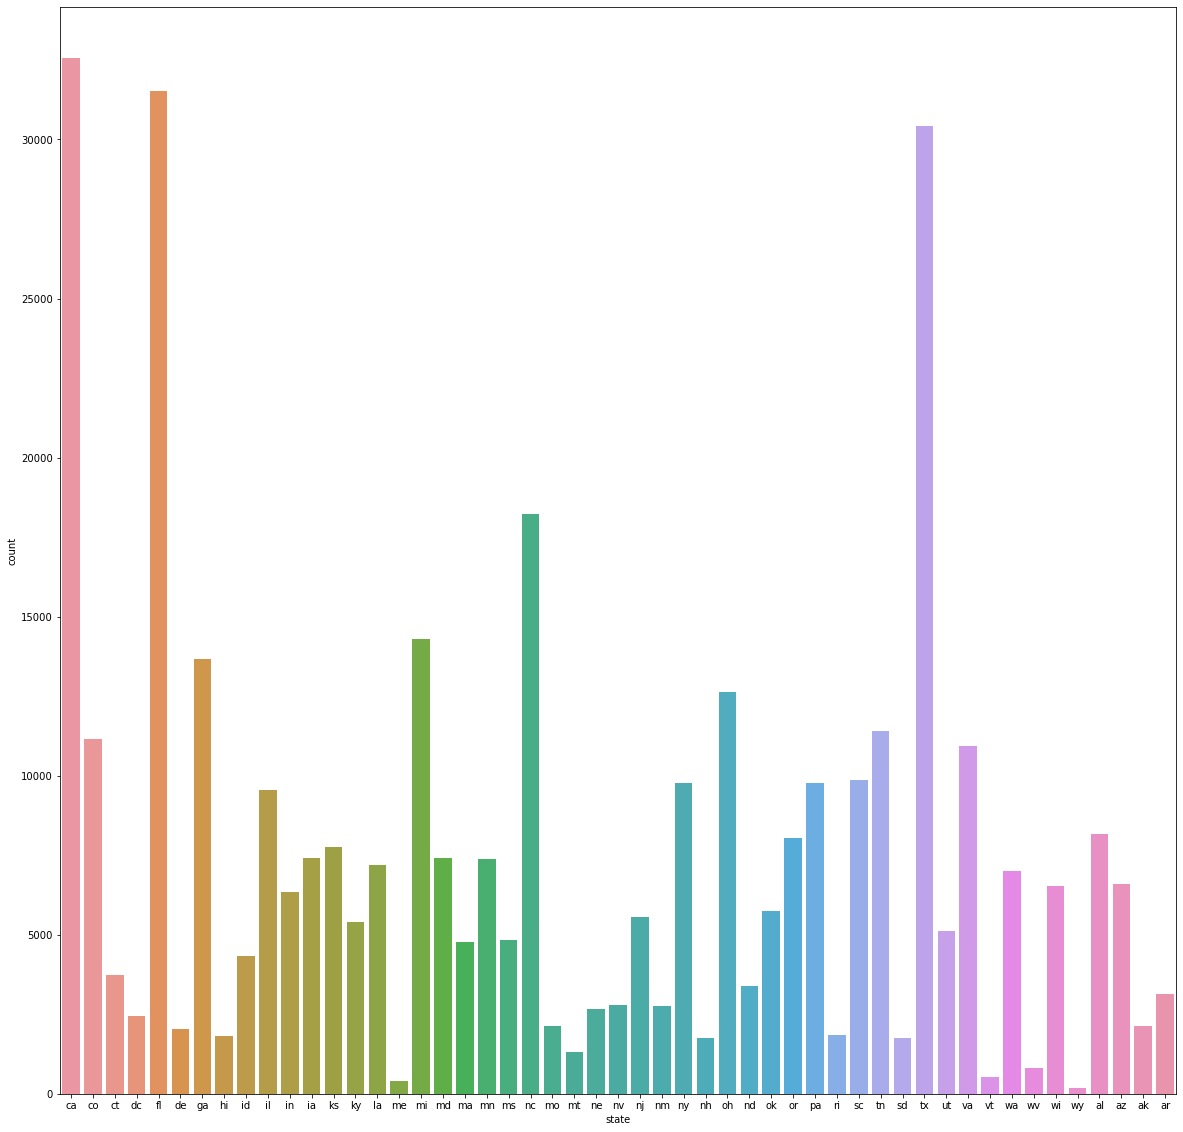 30000
25000
20000
15000
10000
5000
0
count
ca co ct dc fl de ga hi id il in ia ks ky la me mi md ma mn ms nc mo mt ne nv nj nm ny nh oh nd ok or pa ri sc tn sd tx ut va vt wa wv wi wy al az ak ar
state